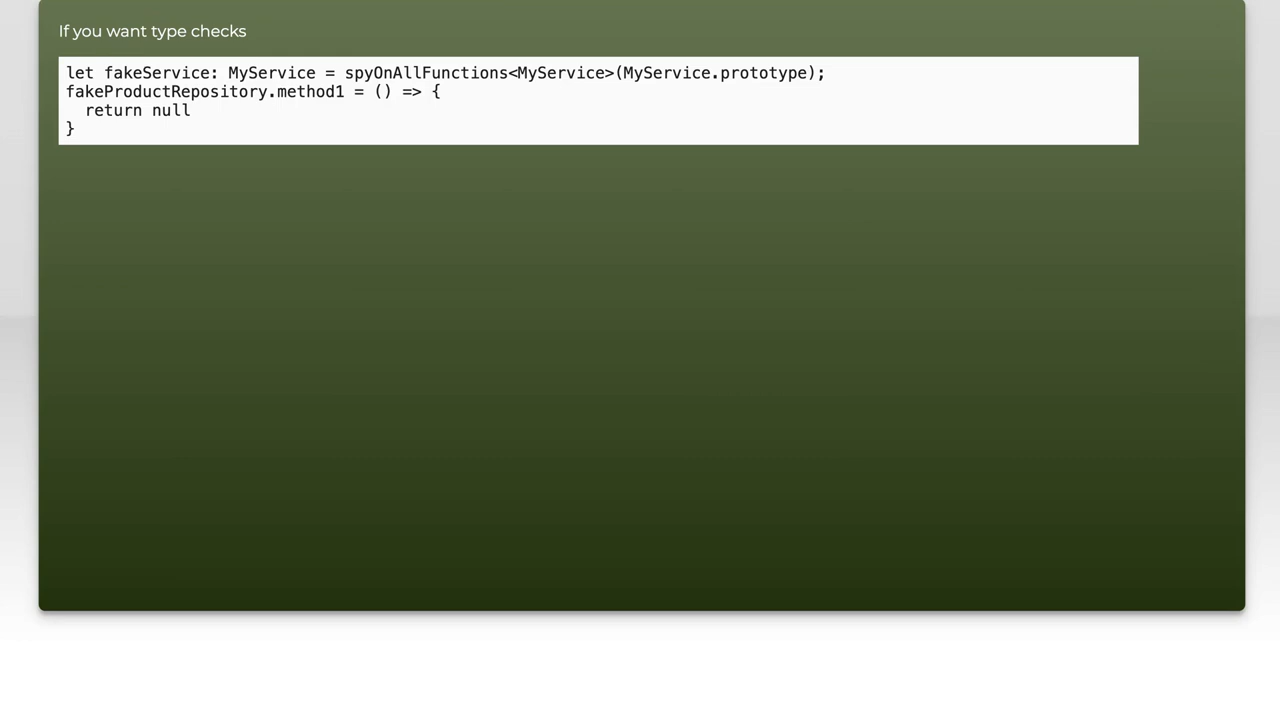 If you want type checks
let fakeService: MyService = spyOnAllFunctions<MyService>(MyService.prototype);
fakeProductRepository.method1 = () => {
  return null
}